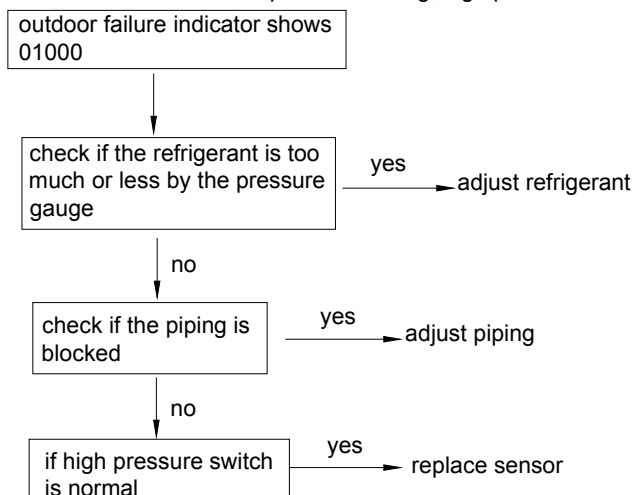 outdoor failure indicator shows
01000
check if the refrigerant is too
much or less by the pressure
gauge
yes
adjust refrigerant
no
check if the piping is
blocked
yes
adjust piping
no
if high pressure switch
is normal
yes
replace sensor